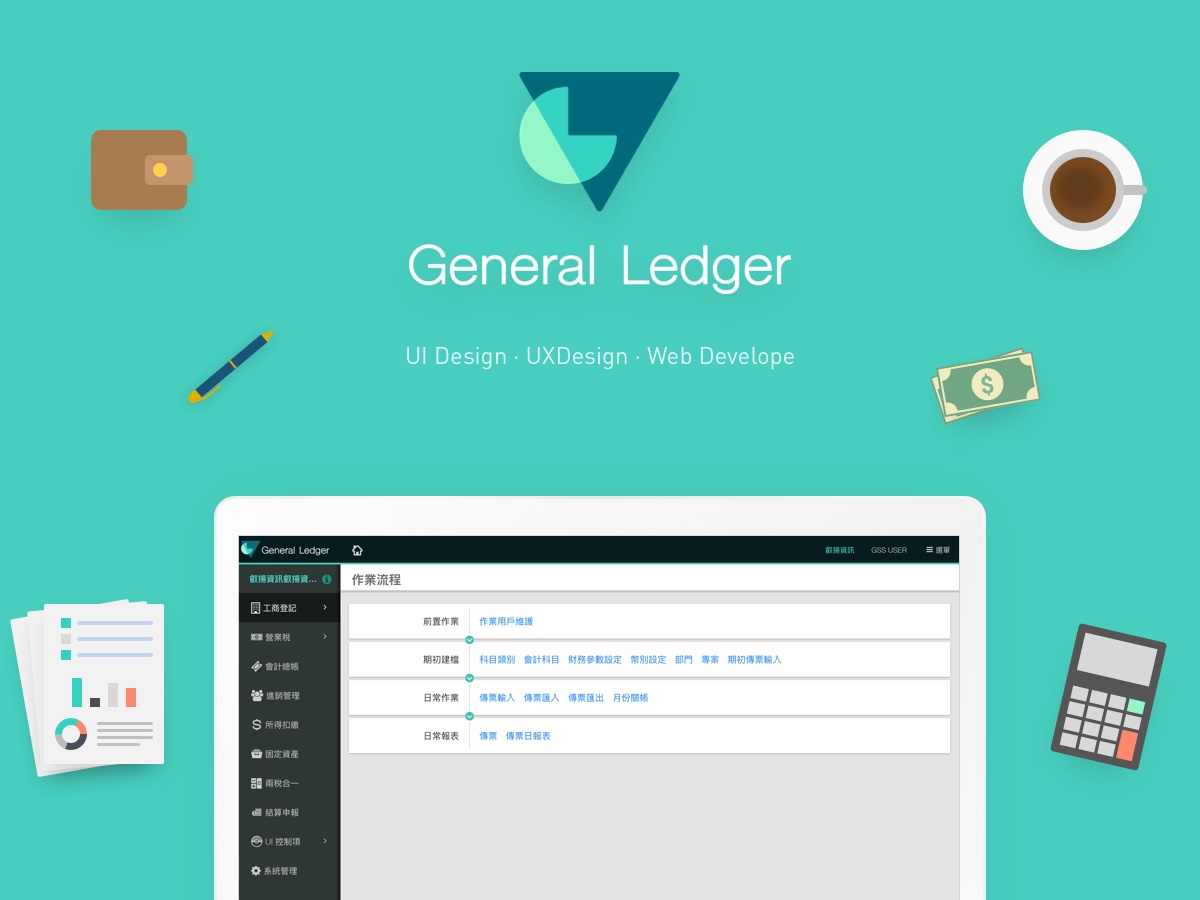 General Ledger
UI Design · UXDesign · Web Develope
General Ledger
叡揚資訊
GSS USER
選單
叡揚資訊叡揚資...
作業流程
工商登記
營業稅
會計總帳
進銷管理
所得扣繳
固定資產
兩稅合一
結算申報
UI 控制項
系統管理
前置作業 作業用戶維護
期初建檔 科目類別 會計科目 財務參數設定 幣別設定 部門 專案 期初傳票輸入
日常作業 傳票輸入 傳票匯入 傳票匯出 月份關帳
日常報表 傳票 傳票日報表
$